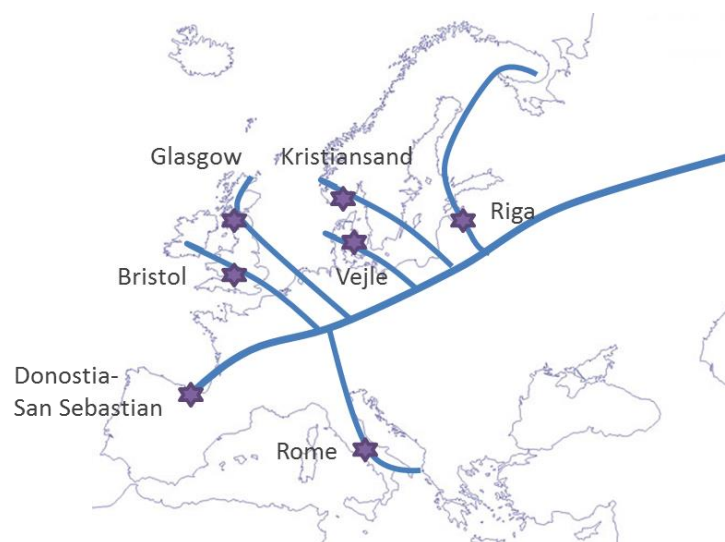 Glasgow
Kristiansand
Riga
Bristol
Vejle
Donostia-
San Sebastian
Rome